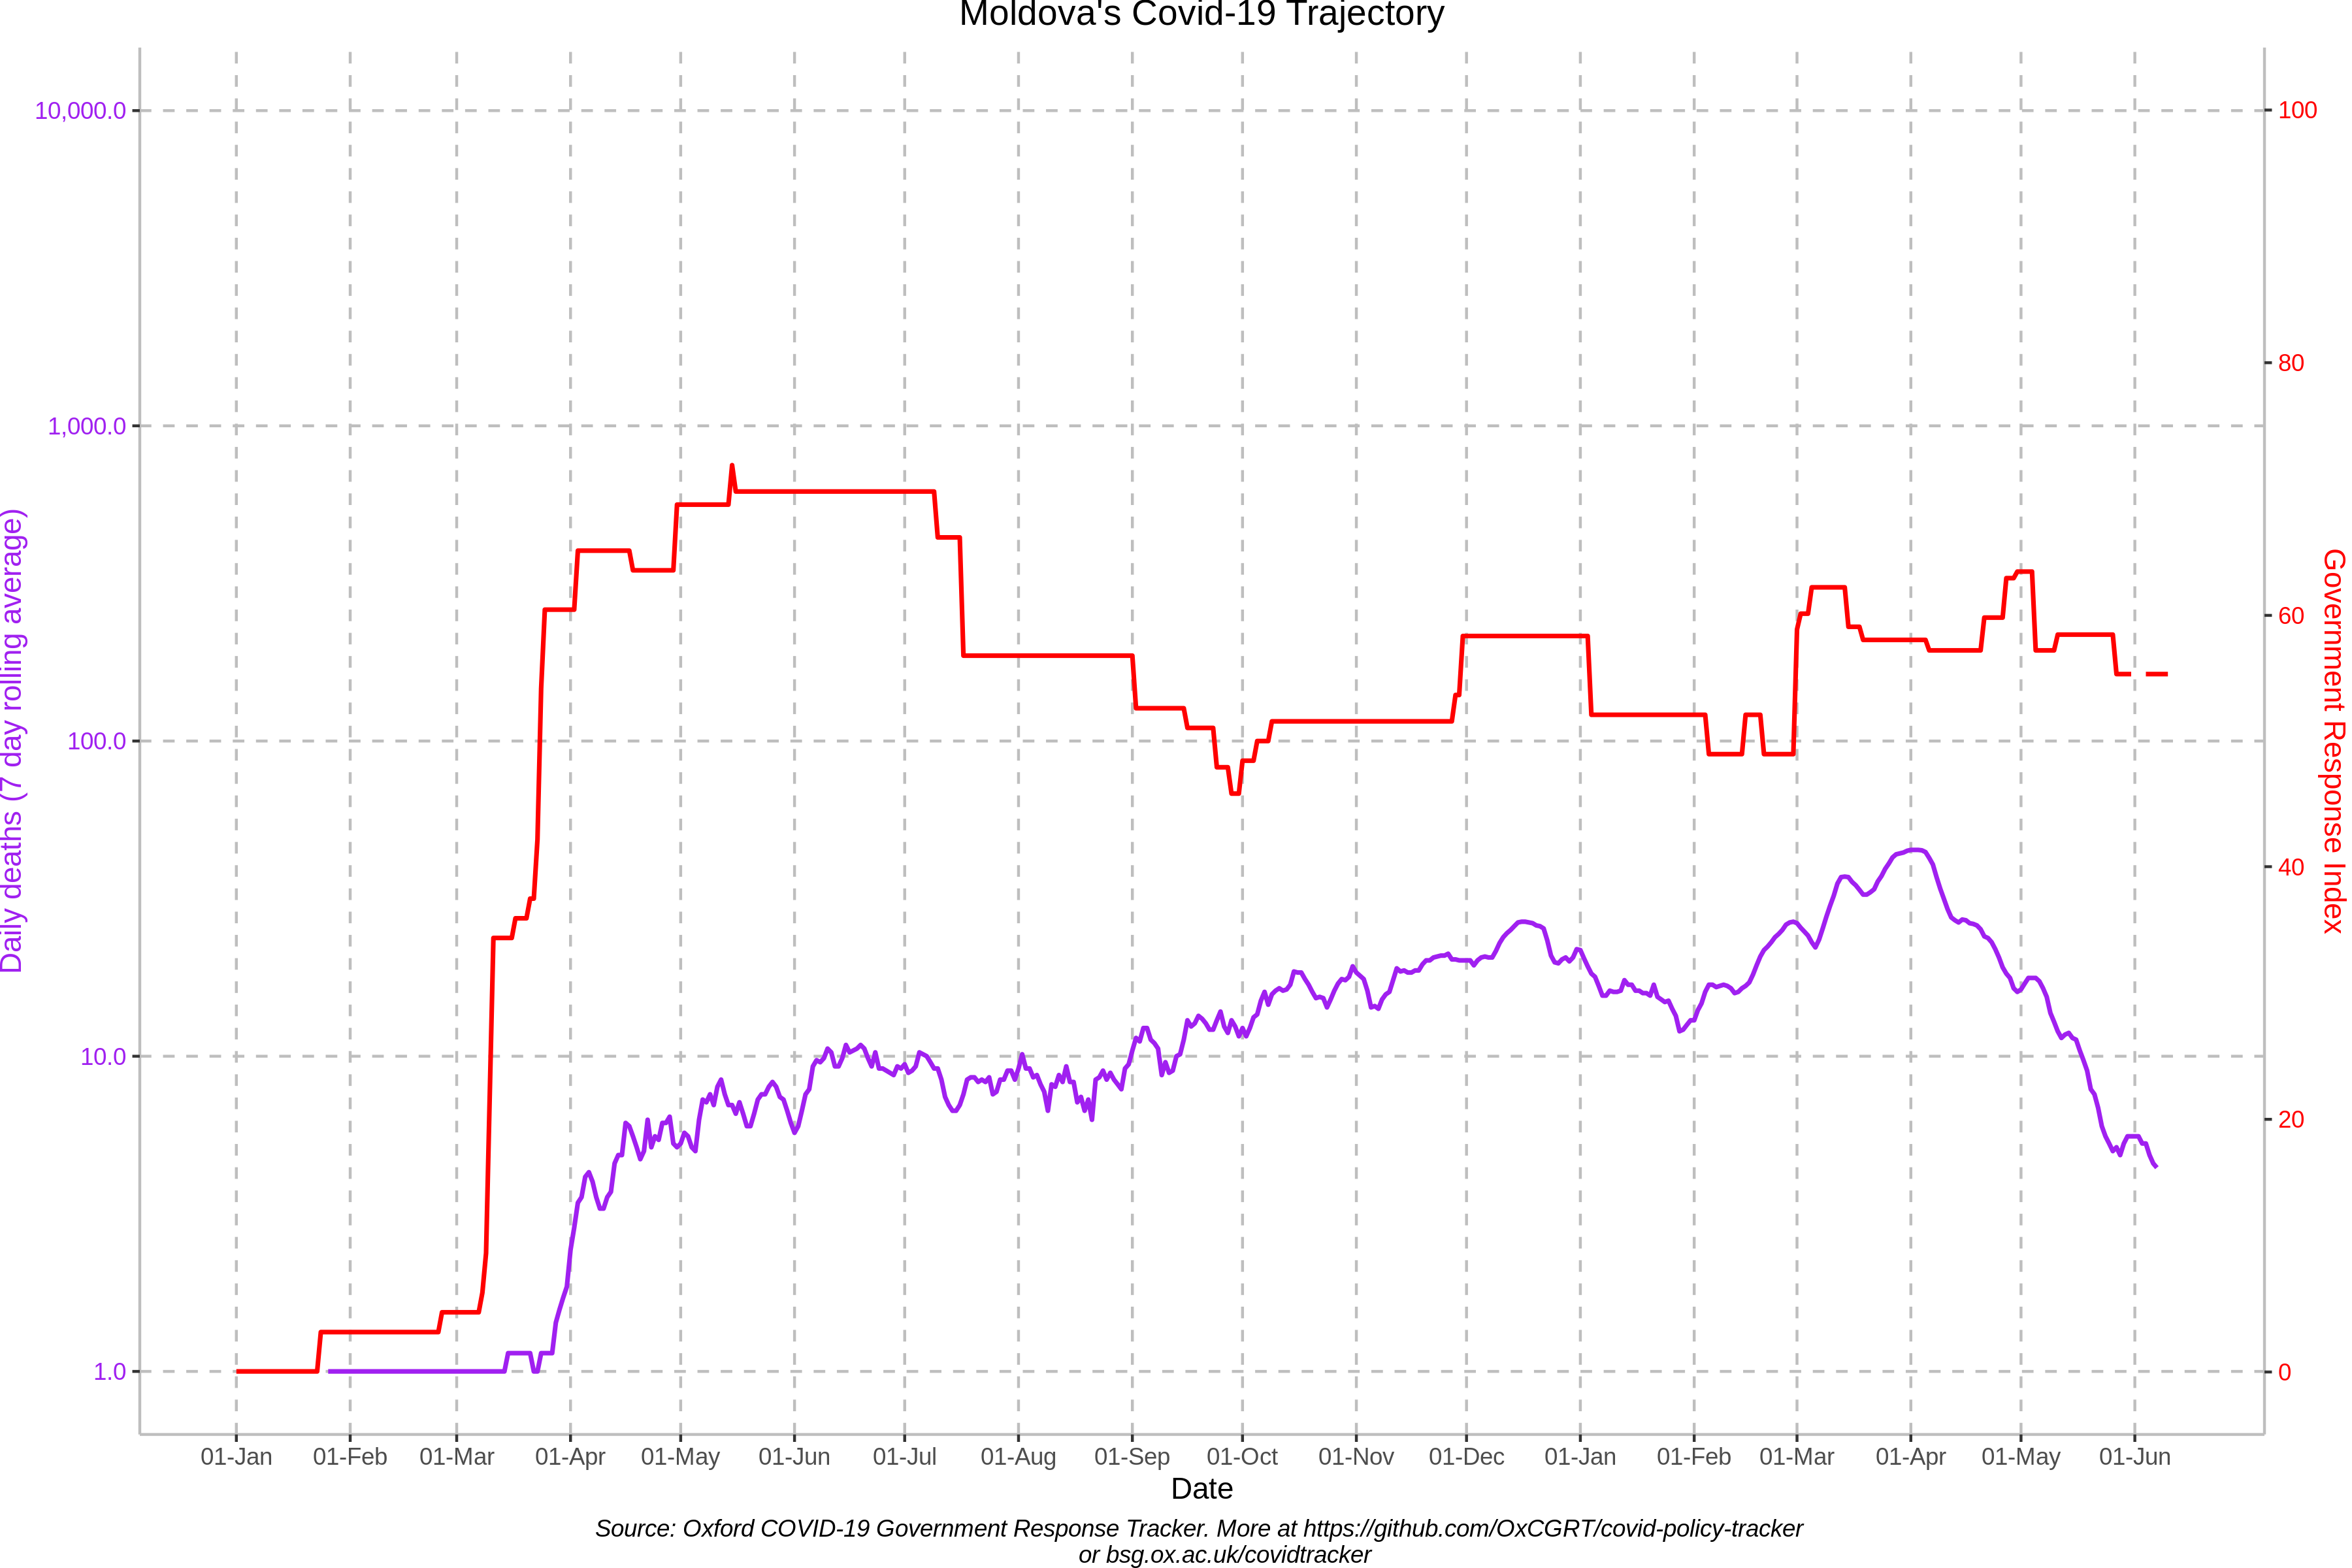 Moldova's Covid-19 Trajectory
10,000.0
1,000.0
100.0
10.0
1.0
Daily deaths (7 day rolling average)
100
80
60
40
20
0
Government Response Index
01-Jan 01-Feb 01-Mar 01-Apr 01-May 01-Jun 01-Jul 01-Aug 01-Sep 01-Oct 01-Nov 01-Dec 01-Jan 01-Feb 01-Mar 01-Apr 01-May 01-Jun
Date
Source: Oxford COVID-19 Government Response Tracker. More at https://github.com/OxCGRT/covid-policy-tracker
or bsg.ox.ac.uk/covidtracker